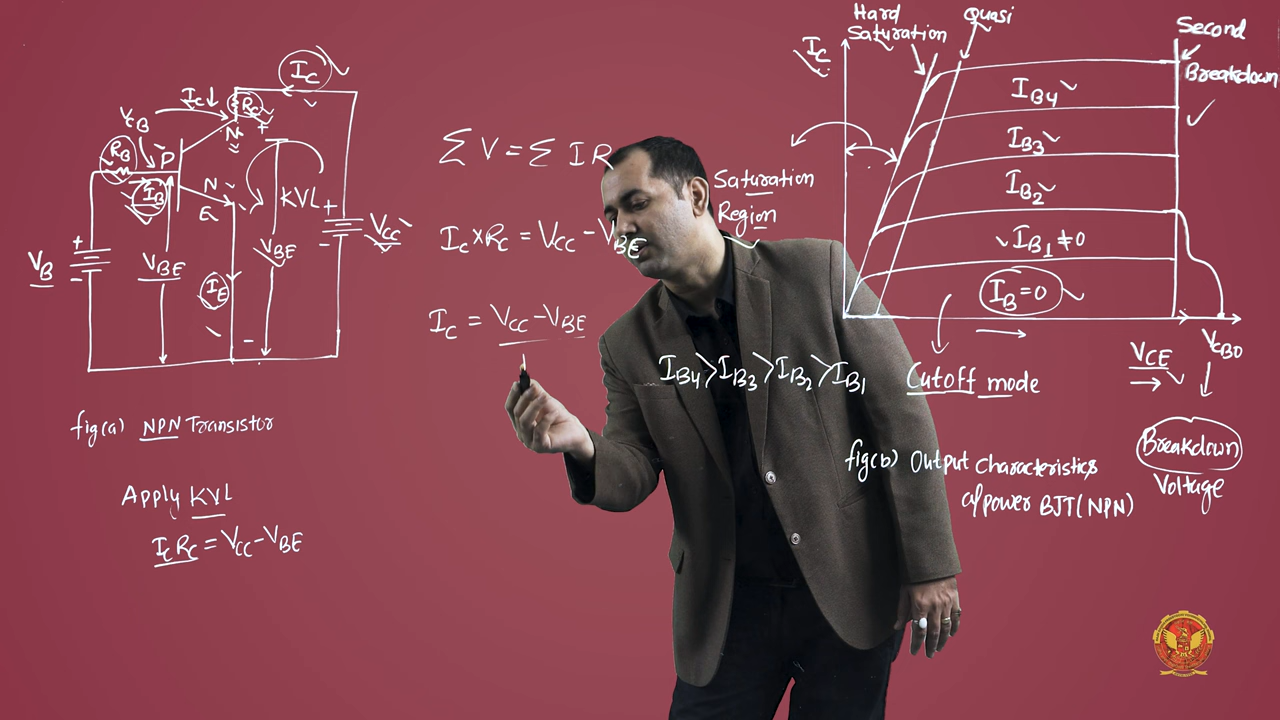 IC
IC↓
RC
VCB
N
+
RB
P
IB
N
E
KVL
+
VCC
-
+
VB
-
VBE
VBE
IE
-
fig(a) NPN Transistor
Apply KVL
IC RC = VCC - VBE
Σ V = Σ I R
IC × RC = VCC - VBE
IC = VCC - VBE
Hard
Saturation
Quasi
Second
Breakdown
IC
IB4
IB3
IB2
IB1 ≠ 0
IB = 0
Saturation
Region
VCE
VCBO
IB4 > IB3 > IB2 > IB1
Cutoff mode
Breakdown
Voltage
fig(b) Output Characteristics
of power BJT (NPN)